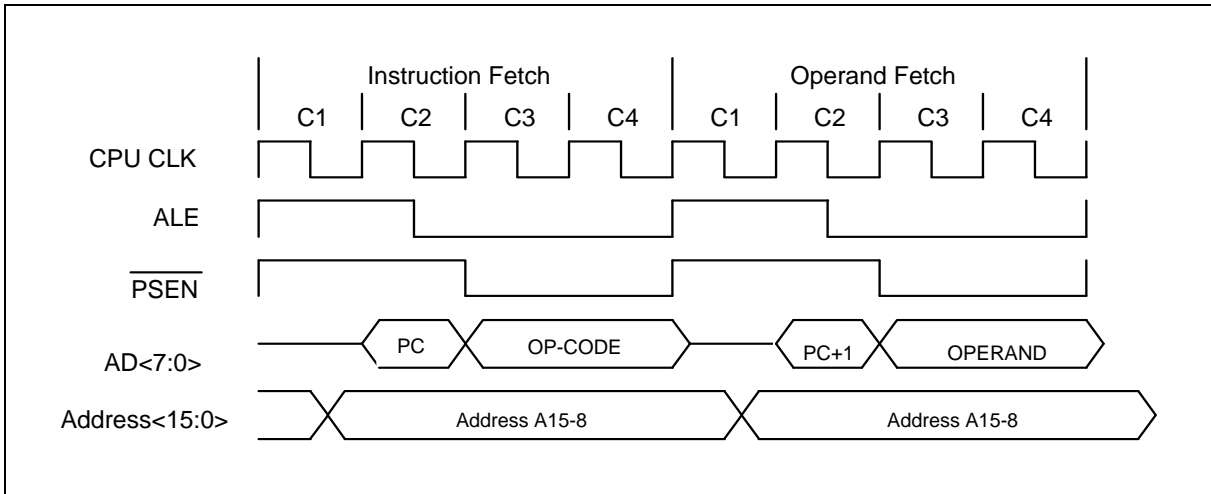 Instruction Fetch Operand Fetch
C1 C2 C3 C4 C1 C2 C3 C4
CPU CLK
ALE
PSEN
PC OP-CODE PC+1 OPERAND
AD<7:0>
Address<15:0> Address A15-8 Address A15-8